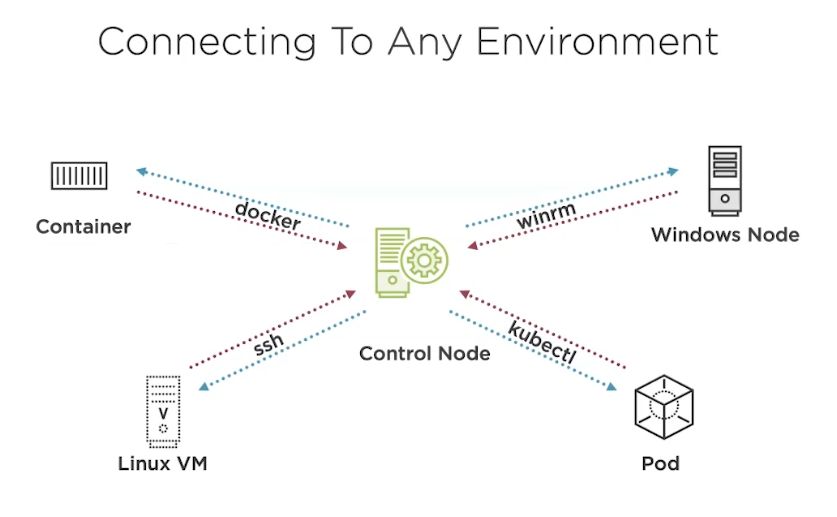 Connecting To Any Environment
docker
winrm
Container
Windows Node
ssh
Control Node
kubectl
V
Linux VM
Pod